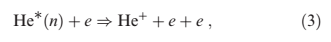 He*(n) + e ⇒ He⁺ + e + e ,    (3)